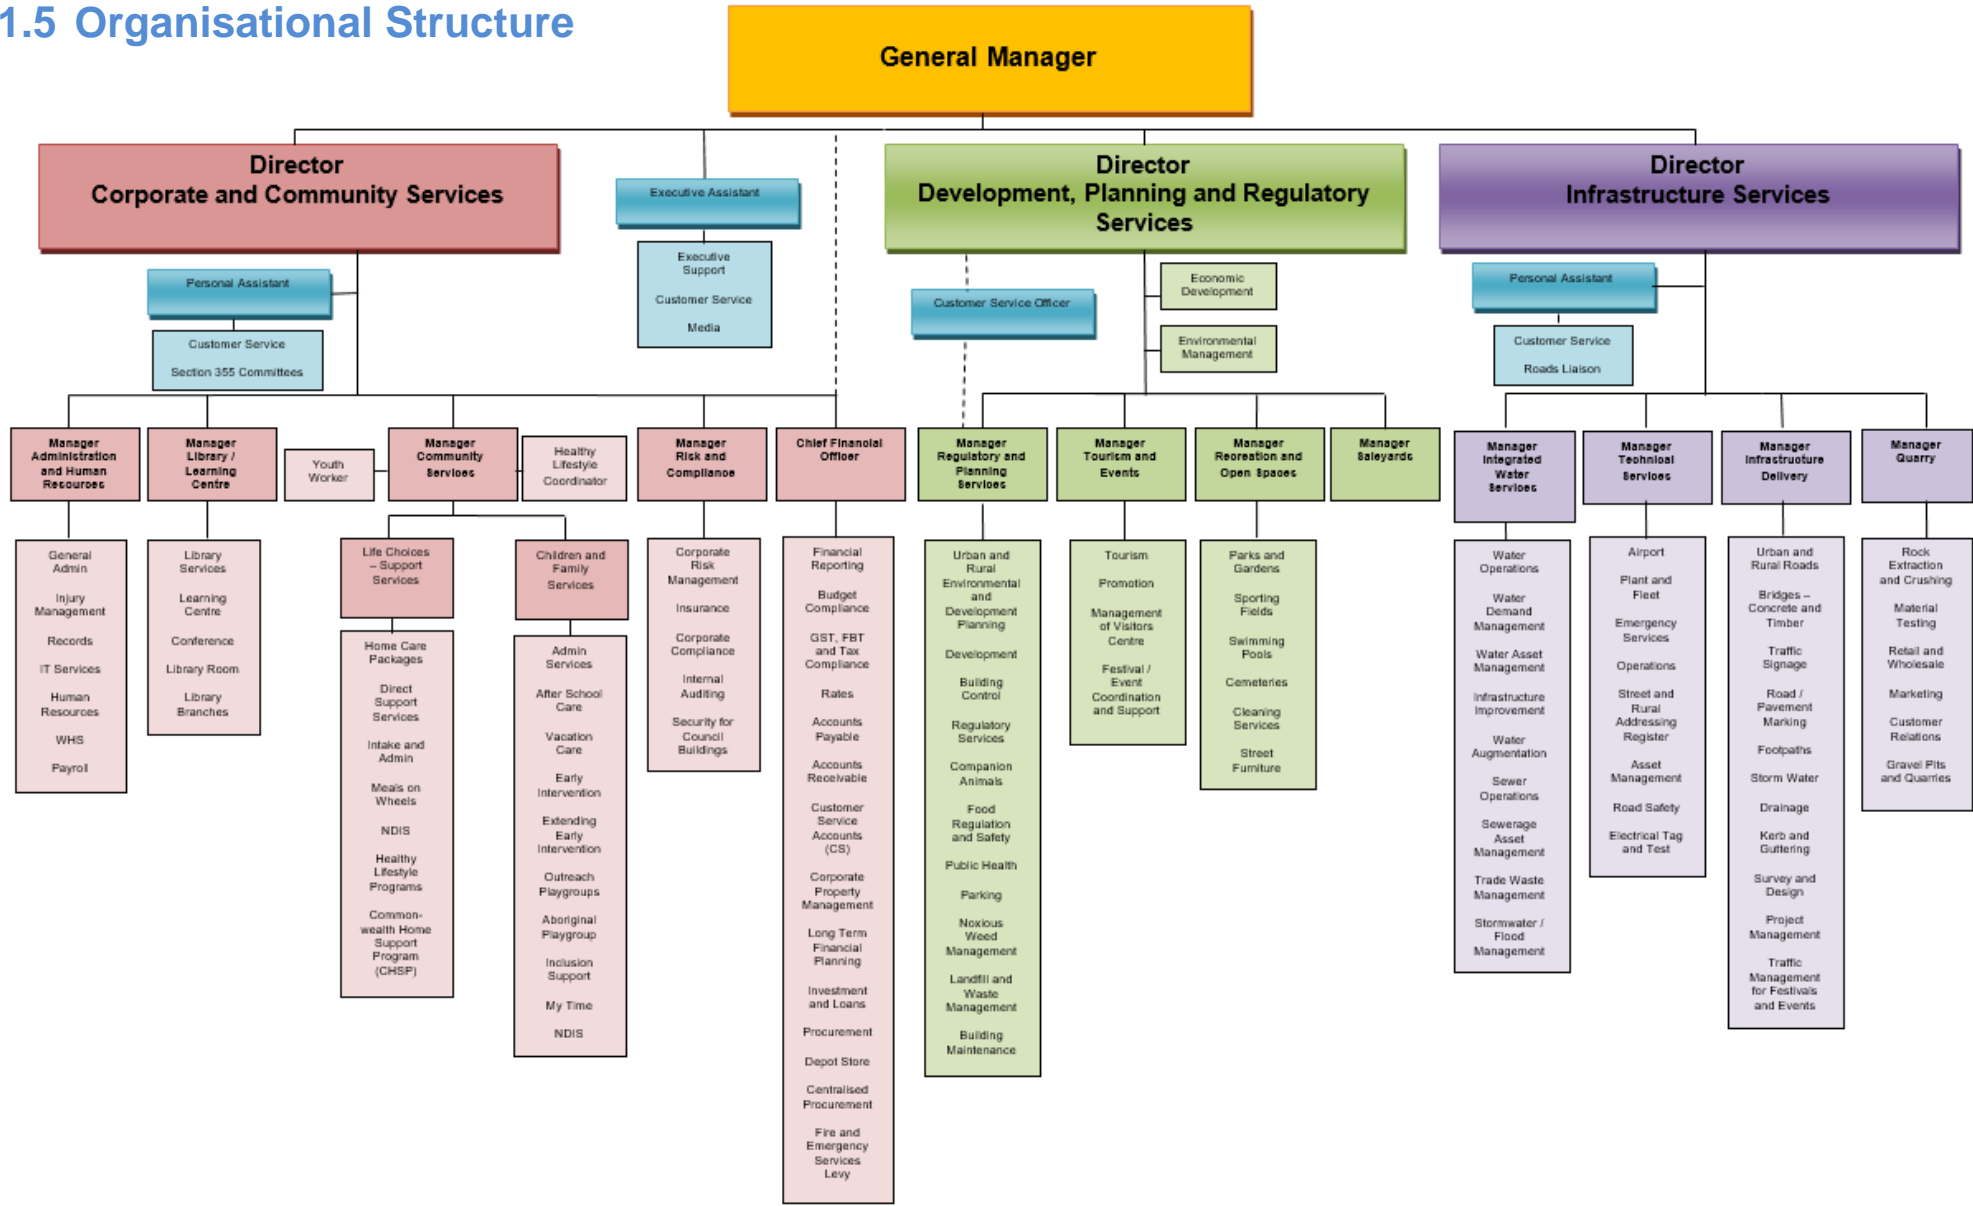 1.5 Organisational Structure
General Manager
Director
Corporate and Community Services
Executive Assistant
Executive
Support
Customer Service
Media
Director
Development, Planning and Regulatory
Services
Director
Infrastructure Services
Personal Assistant
Customer Service
Section 355 Committees
Customer Service Officer
Economic
Development
Environmental
Management
Personal Assistant
Customer Service
Roads Liaison
Manager
Administration
and Human
Resources
Manager
Library /
Learning
Centre
Youth
Worker
Manager
Community
Services
Healthy
Lifestyle
Coordinator
Manager
Risk and
Compliance
Chief Financial
Officer
Manager
Regulatory and
Planning
Services
Manager
Tourism and
Events
Manager
Recreation and
Open Spaces
Manager
Saleyards
Manager
Integrated
Water
Services
Manager
Technical
Services
Manager
Infrastructure
Delivery
Manager
Quarry
General
Admin
Injury
Management
Records
IT Services
Human
Resources
WHS
Payroll
Library
Services
Learning
Centre
Conference
Library Room
Library
Branches
Life Choices
– Support
Services
Home Care
Packages
Direct
Support
Services
Intake and
Admin
Meals on
Wheels
NDIS
Healthy
Lifestyle
Programs
Common-
wealth Home
Support
Program
(CHSP)
Children and
Family
Services
Admin
Services
After School
Care
Vacation
Care
Early
Intervention
Extending
Early
Intervention
Outreach
Playgroups
Aboriginal
Playgroup
Inclusion
Support
My Time
NDIS
Corporate
Risk
Management
Insurance
Corporate
Compliance
Internal
Auditing
Security for
Council
Buildings
Financial
Reporting
Budget
Compliance
GST, FBT
and Tax
Compliance
Rates
Accounts
Payable
Accounts
Receivable
Customer
Service
Accounts
(CS)
Corporate
Property
Management
Long Term
Financial
Planning
Investment
and Loans
Procurement
Depot Store
Centralised
Procurement
Fire and
Emergency
Services
Levy
Urban and
Rural
Environmental
and
Development
Planning
Development
Building
Control
Regulatory
Services
Companion
Animals
Food
Regulation
and Safety
Public Health
Parking
Noxious
Weed
Management
Landfill and
Waste
Management
Building
Maintenance
Tourism
Promotion
Management
of Visitors
Centre
Festival /
Event
Coordination
and Support
Parks and
Gardens
Sporting
Fields
Swimming
Pools
Cemeteries
Cleaning
Services
Street
Furniture
Water
Operations
Water
Demand
Management
Water Asset
Management
Infrastructure
Improvement
Water
Augmentation
Sewer
Operations
Sewerage
Asset
Management
Trade Waste
Management
Stormwater /
Flood
Management
Airport
Plant and
Fleet
Emergency
Services
Operations
Street and
Rural
Addressing
Register
Asset
Management
Road Safety
Electrical Tag
and Test
Urban and
Rural Roads
Bridges –
Concrete and
Timber
Traffic
Signage
Road /
Pavement
Marking
Footpaths
Storm Water
Drainage
Kerb and
Guttering
Survey and
Design
Project
Management
Traffic
Management
for Festivals
and Events
Rock
Extraction
and Crushing
Material
Testing
Retail and
Wholesale
Marketing
Customer
Relations
Gravel Pits
and Quarries